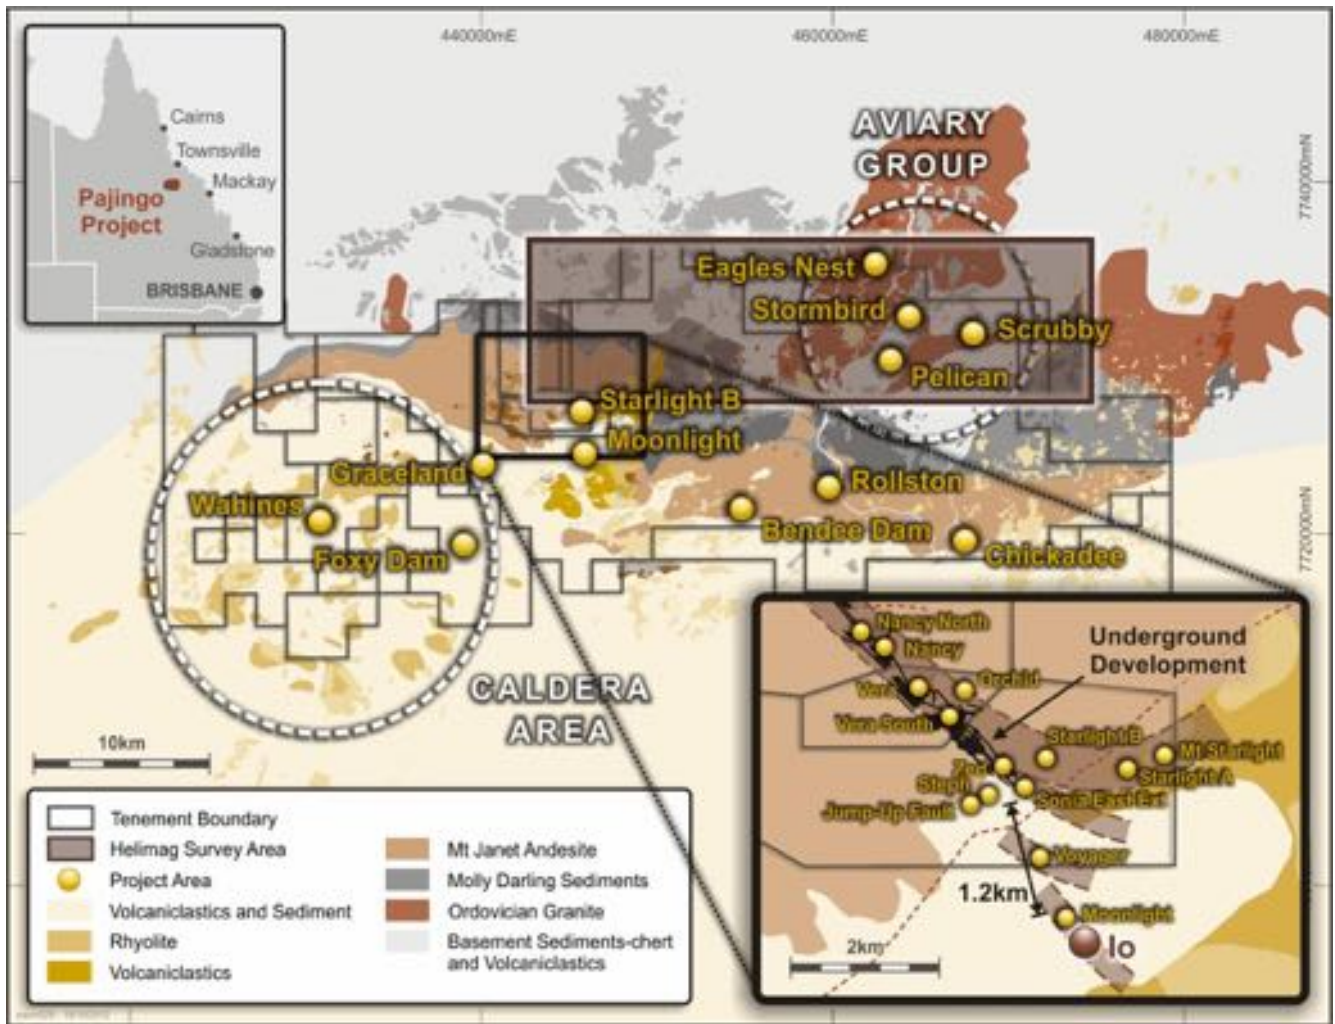 440000mE
460000mE
480000mE
7740000mN
7720000mN
Cairns
Townsville
Mackay
Pajingo
Project
Gladstone
BRISBANE
AVIARY
GROUP
Eagles Nest
Stormbird
Scrubby
Pelican
Starlight B
Moonlight
Graceland
Wahines
Foxy Dam
Rollston
Bendee Dam
Chickadee
CALDERA
AREA
10km
Tenement Boundary
Helimag Survey Area
Project Area
Volcaniclastics and Sediment
Rhyolite
Volcaniclastics
Mt Janet Andesite
Molly Darling Sediments
Ordovician Granite
Basement Sediments-chert
and Volcaniclastics
Nancy North
Nancy
Underground
Development
Vera
Orchid
Vera South
Starlight B
Mt Starlight
Starlight A
Zed
Steph
Sonia East Ext
Jump-Up Fault
Voyager
1.2km
Moonlight
Io
2km